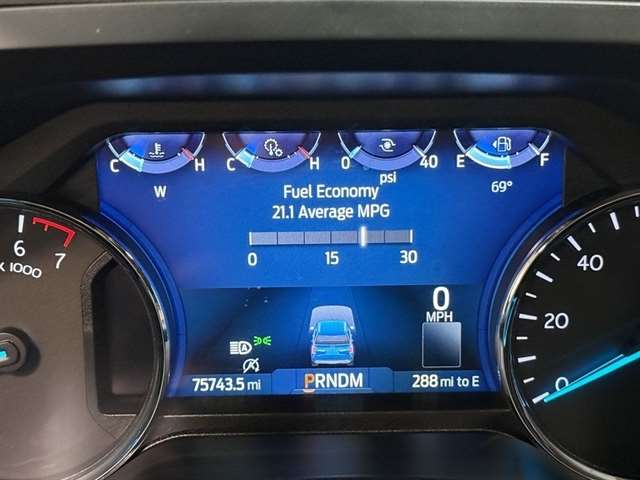 C H C H 0 40 E F
psi
W 69°
Fuel Economy
21.1 Average MPG
0 15 30
6 7
X 1000
40
20
0
0
MPH
A
75743.5 mi PRNDM 288 mi to E